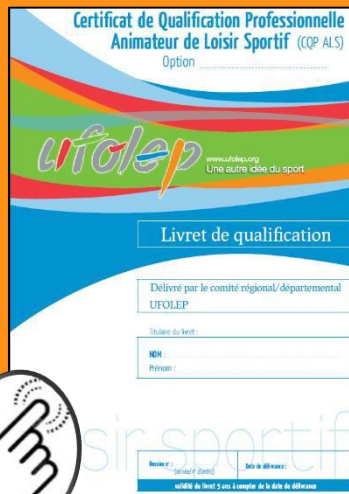 Certificat de Qualification Professionnelle
Animateur de Loisir Sportif (CQP ALS)
Option
ufolep
www.ufolep.org
Une autre idée du sport
Livret de qualification
Délivré par le comité régional/départemental
UFOLEP
Titulaire du livret :
NOM :
Prénom :
sir sportif
Dossier n° :
Date de délivrance :
validité du livret 5 ans à compter de la date de délivrance